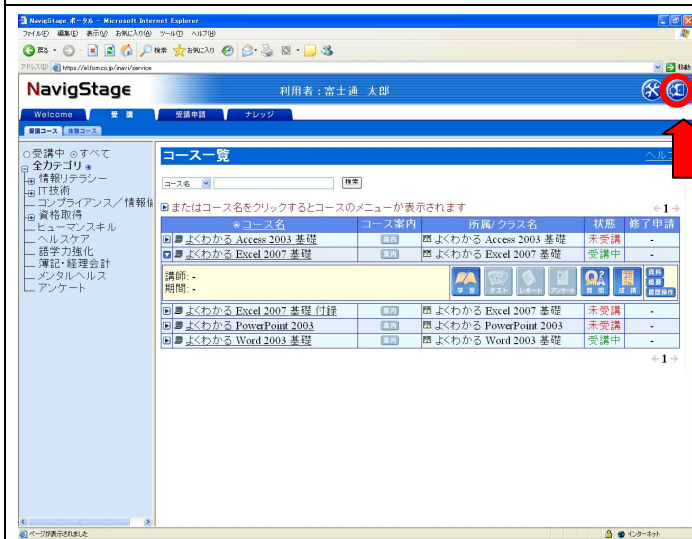 NavigStage ポータル - Microsoft Internet Explorer
ファイル(F) 編集(E) 表示(V) お気に入り(A) ツール(T) ヘルプ(H)
戻る 検索 お気に入り
アドレス(D) https://elfom.co.jp/navi/service 移動
NavigStage 利用者：富士通 太郎
Welcome 受 講 受講申請 ナレッジ
受講コース 体験コース
受講中 すべて
全カテゴリ
情報リテラシー
IT技術
コンプライアンス／情報
資格取得
ヒューマンスキル
ヘルスケア
語学力強化
簿記・経理会計
メンタルヘルス
アンケート
コース一覧 ヘル
コース名 検索
またはコース名をクリックするとコースのメニューが表示されます ←1→
コース名 コース案内 所属/クラス名 状態 修了申請
よくわかる Access 2003 基礎 案内 よくわかる Access 2003 基礎 未受講 -
よくわかる Excel 2007 基礎 案内 よくわかる Excel 2007 基礎 受講中 -
講師: -
期間: -
学 習 テスト レポート アンケート 質 問 成 績 資料 概要 履歴操作
よくわかる Excel 2007 基礎 付録 案内 よくわかる Excel 2007 基礎 未受講 -
よくわかる PowerPoint 2003 案内 よくわかる PowerPoint 2003 未受講 -
よくわかる Word 2003 基礎 案内 よくわかる Word 2003 基礎 受講中 -
←1→
ページが表示されました インターネット